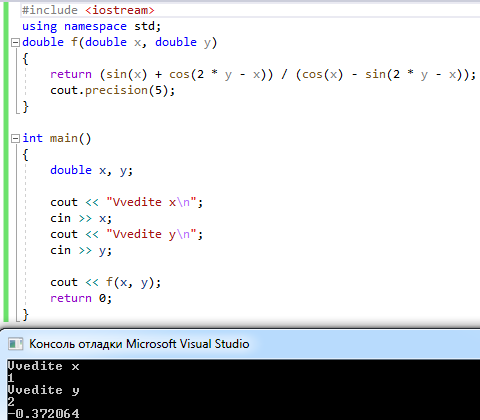 #include <iostream>
using namespace std;
double f(double x, double y)
{
return (sin(x) + cos(2 * y - x)) / (cos(x) - sin(2 * y - x));
cout.precision(5);
}
int main()
{
double x, y;
cout << "Vvedite x\n";
cin >> x;
cout << "Vvedite y\n";
cin >> y;
cout << f(x, y);
return 0;
}
Консоль отладки Microsoft Visual Studio
Vvedite x
1
Vvedite y
2
-0.372064